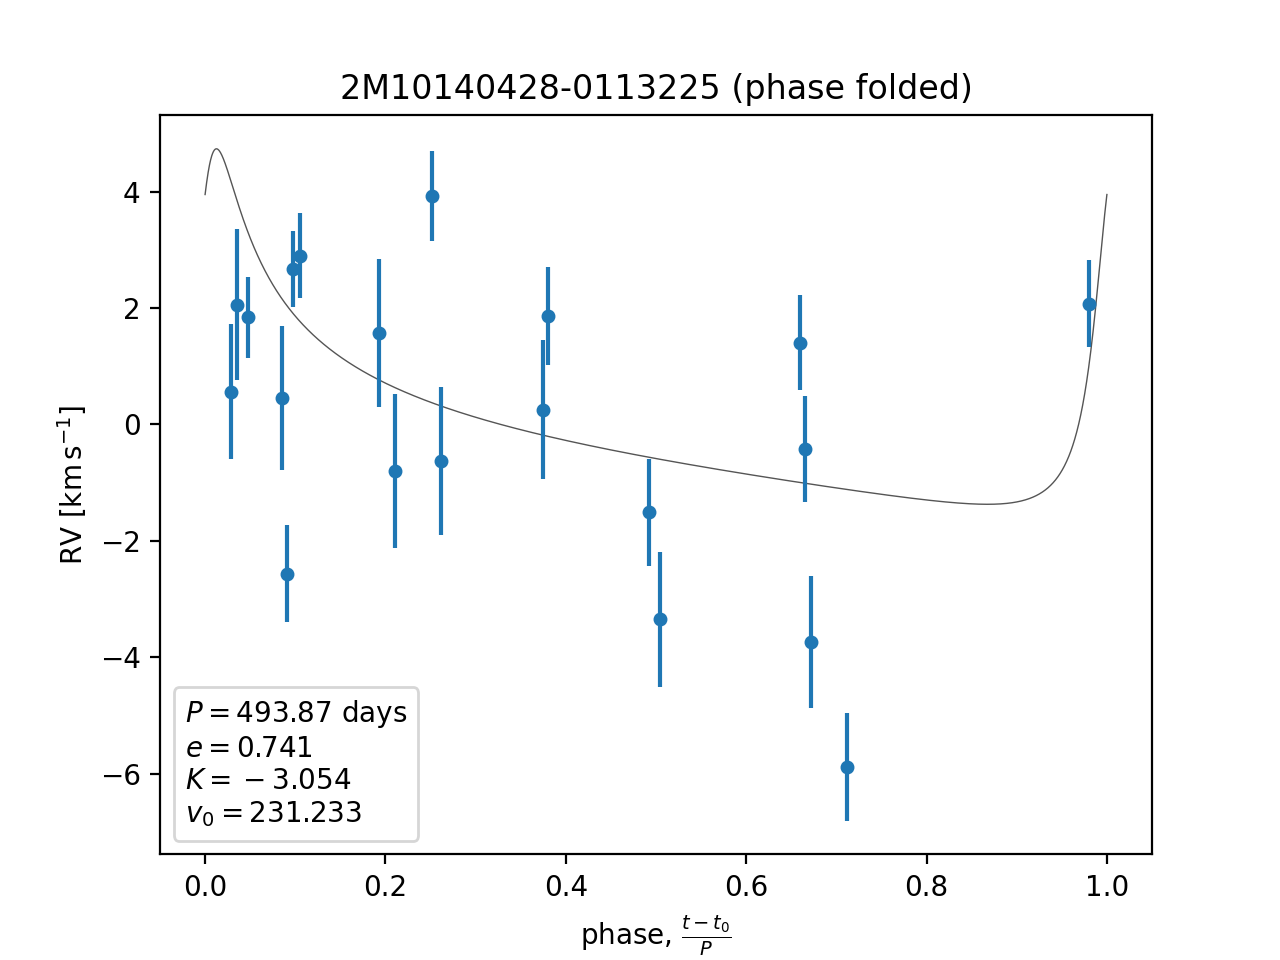 2M10140428-0113225 (phase folded)
4
2
0
−2
−4
−6
RV [km s⁻¹]
P = 493.87 days
e = 0.741
K = − 3.054
v₀ = 231.233
0.0 0.2 0.4 0.6 0.8 1.0
phase, (t − t₀)/P